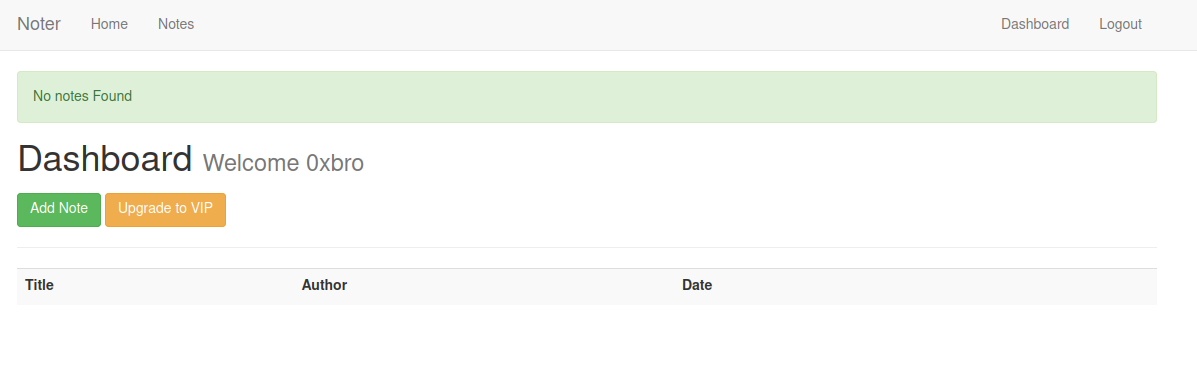 Noter Home Notes Dashboard Logout
No notes Found
Dashboard Welcome 0xbro
Add Note Upgrade to VIP
Title Author Date